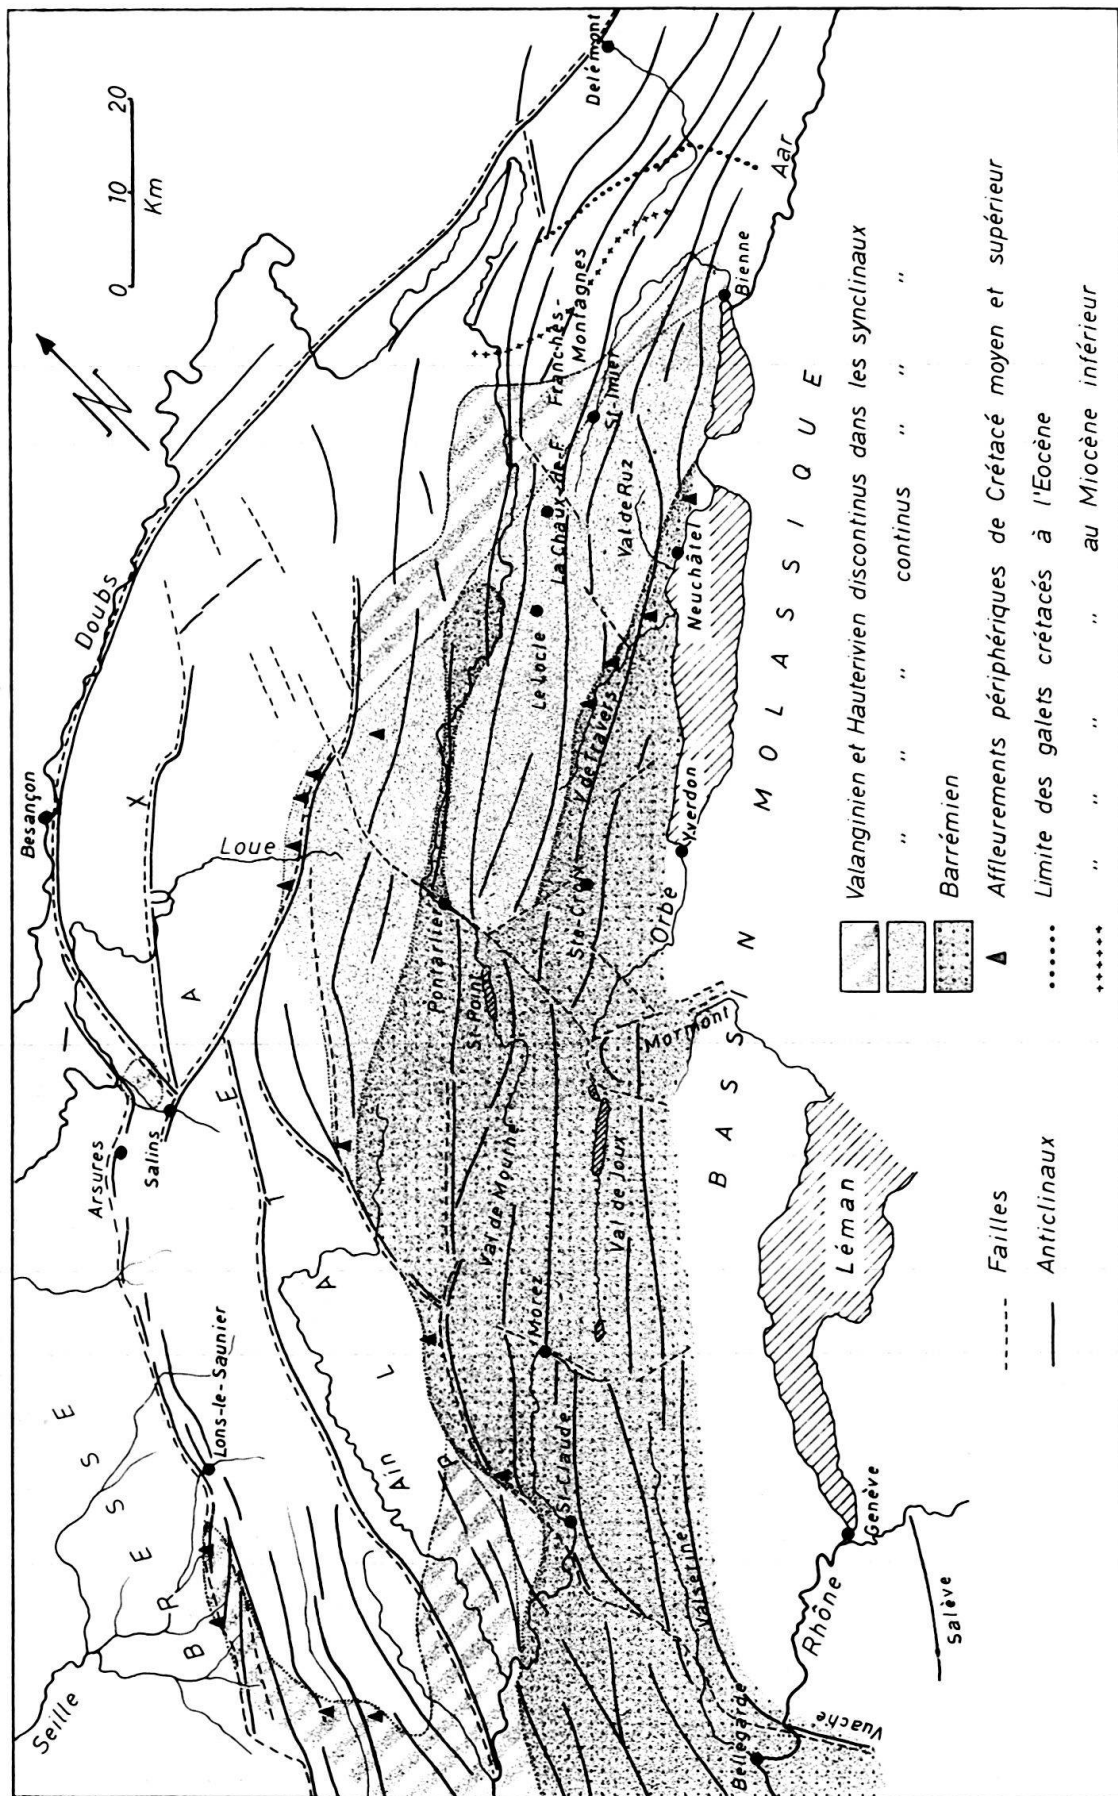 Besançon
Doubs
Delémont
0 10 20
Km
Arsures
Salins
Loue
P L A T E A X
Lons-le-Saunier
B R E S S E
Seille
Ain
Franches-
Montagnes
La Chaux-de-F.
St-Imier
Le Locle
Val de Ruz
Bienne
Aar
Neuchâtel
V. de Travers
Pontarlier
St-Point
Ste-Croix
Yverdon
Orbe
Val de Mouthe
Morez
Val de Joux
Mormont
St-Claude
Valserine
Bellegarde
Vuache
Rhône
Genève
Salève
Léman
B A S S I N M O L A S S I Q U E
Failles
Anticlinaux
Valanginien et Hauterivien discontinus dans les synclinaux
" " " continus " " "
Barrémien
Affleurements périphériques de Crétacé moyen et supérieur
Limite des galets crétacés à l'Eocène
" " " " au Miocène inférieur